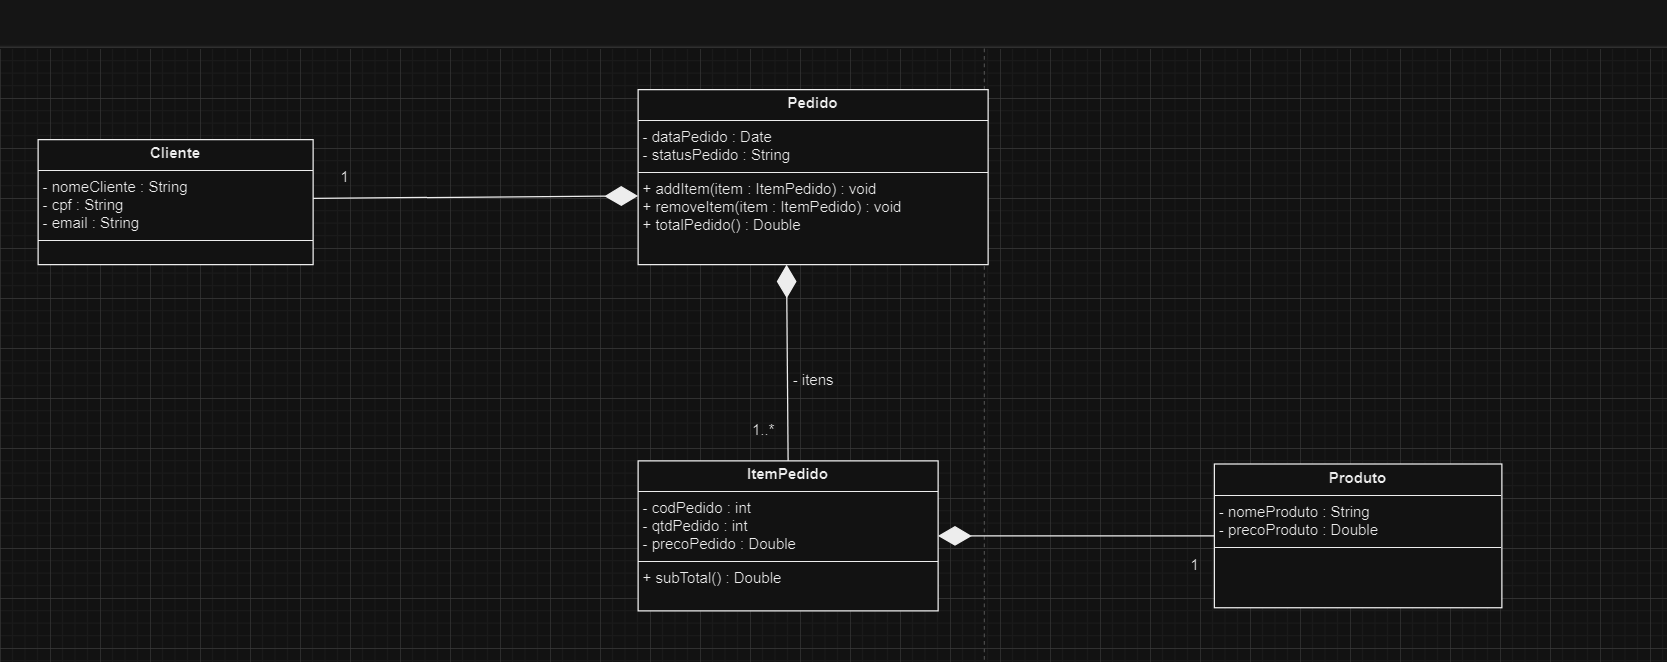 Cliente
- nomeCliente : String
- cpf : String
- email : String
1
Pedido
- dataPedido : Date
- statusPedido : String
+ addItem(item : ItemPedido) : void
+ removeItem(item : ItemPedido) : void
+ totalPedido() : Double
- itens
1..*
ItemPedido
- codPedido : int
- qtdPedido : int
- precoPedido : Double
+ subTotal() : Double
1
Produto
- nomeProduto : String
- precoProduto : Double